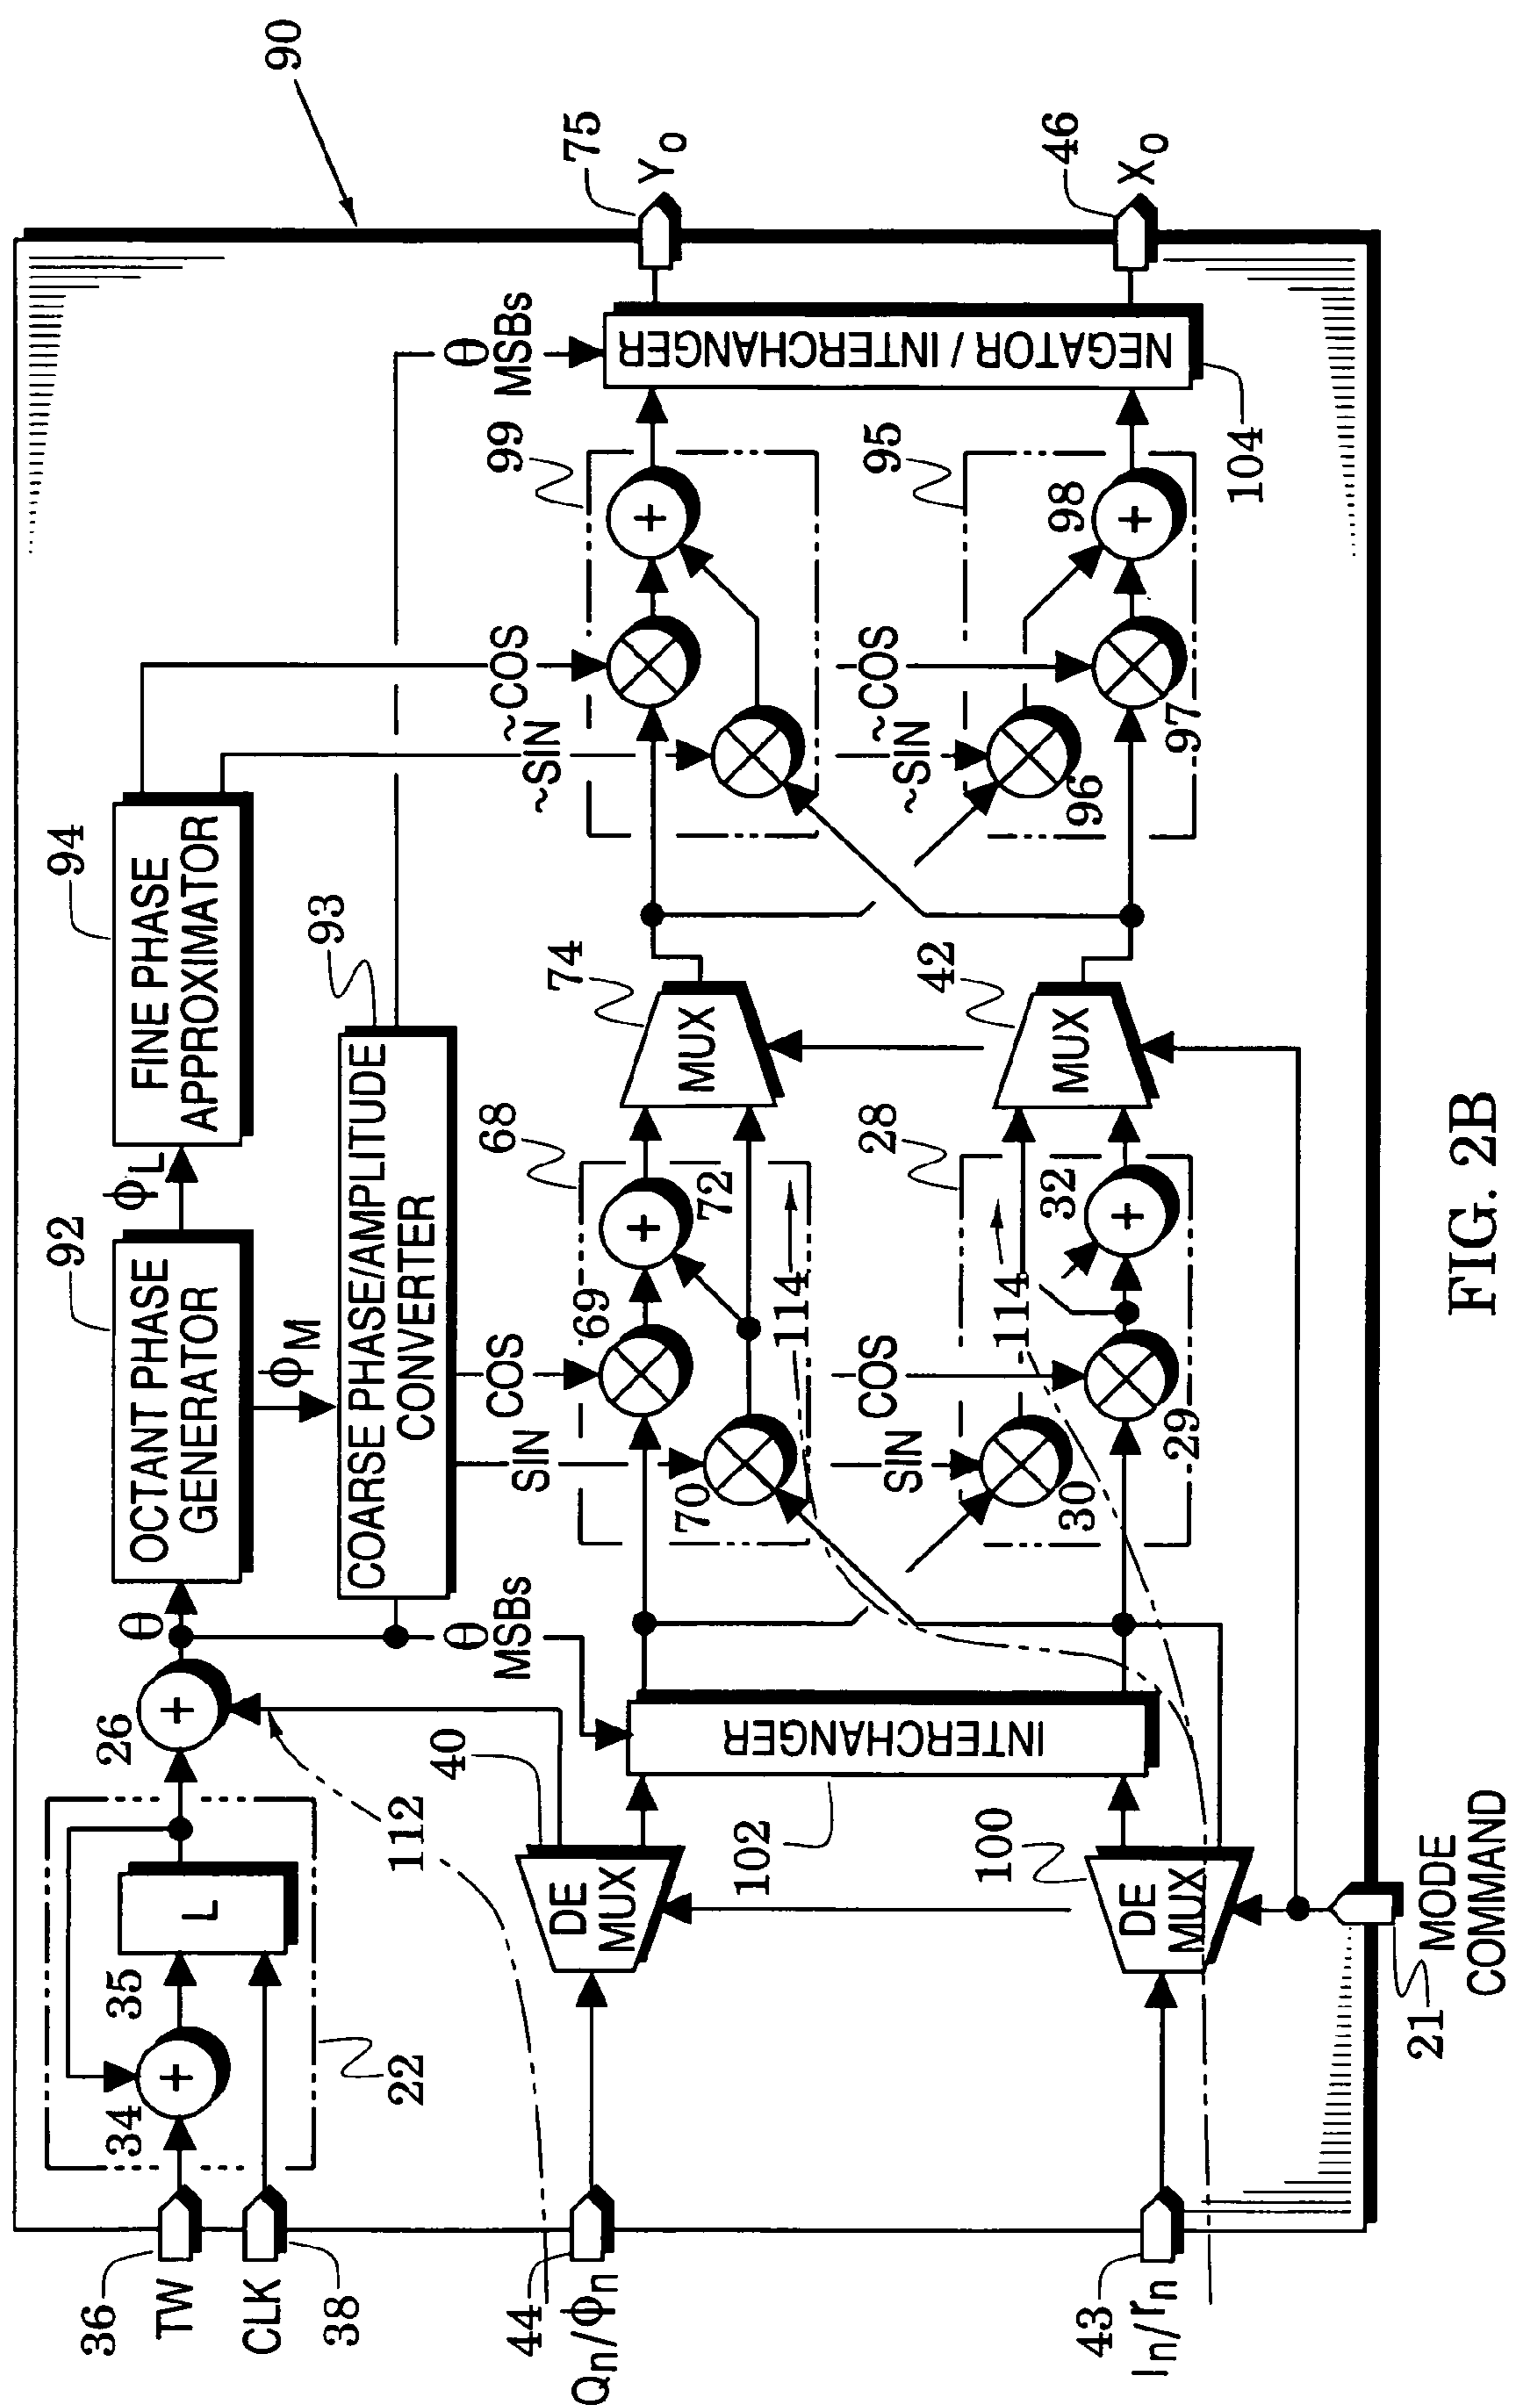 90
36
TW
CLK
38
34
35
L
22
26
θ
92
OCTANT PHASE
GENERATOR
ϕL
94
FINE PHASE
APPROXIMATOR
ϕM
COARSE PHASE/AMPLITUDE
CONVERTER
93
θ
MSBs
θ
MSBs
112
40
44
Qn/ϕn
DE
MUX
102
INTERCHANGER
100
DE
MUX
43
In/rn
21
MODE
COMMAND
SIN
COS
68
69
70
72
114
74
MUX
SIN
COS
28
29
30
32
114
42
MUX
~SIN
~COS
99
~SIN
~COS
95
96
97
98
NEGATOR / INTERCHANGER
104
75
YO
46
XO
+
+
+
+
+
+
FIG. 2B